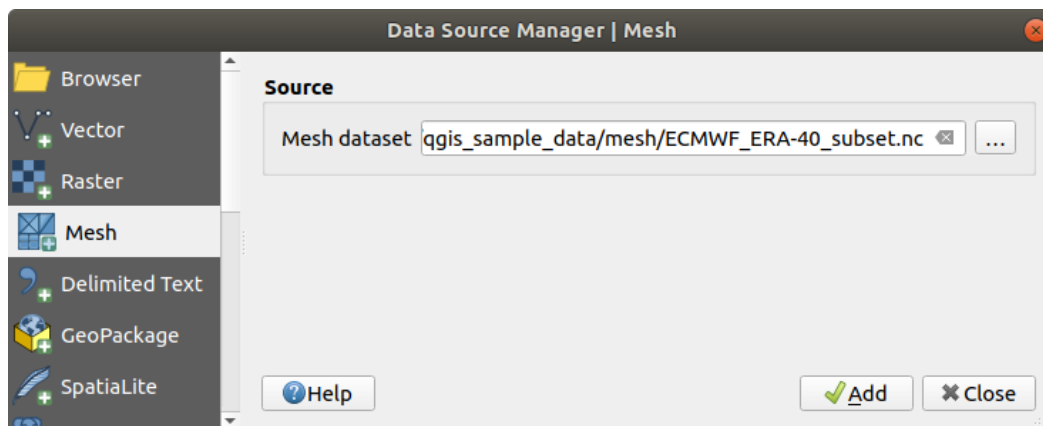 Data Source Manager | Mesh
Browser
Vector
Raster
Mesh
Delimited Text
GeoPackage
SpatiaLite
Source
Mesh dataset qgis_sample_data/mesh/ECMWF_ERA-40_subset.nc ...
Help
Add
Close